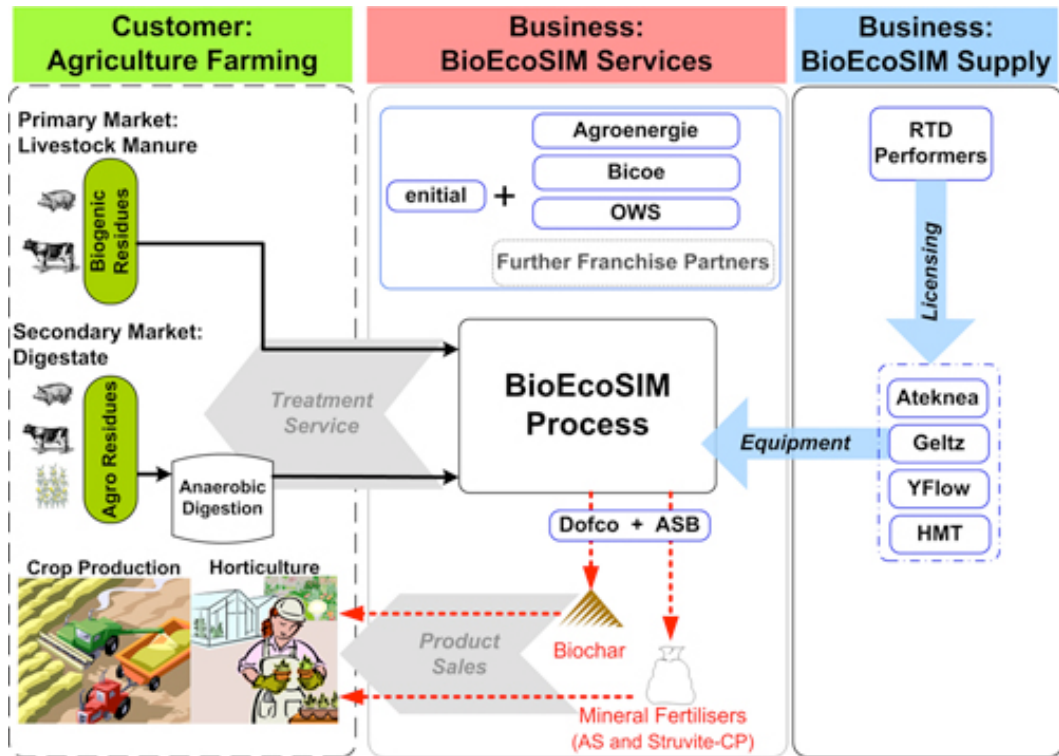 Customer:
Agriculture Farming
Business:
BioEcoSIM Services
Business:
BioEcoSIM Supply
Primary Market:
Livestock Manure
Biogenic
Residues
Secondary Market:
Digestate
Agro Residues
Anaerobic
Digestion
Treatment
Service
Crop Production
Horticulture
enitial
+
Agroenergie
Bicoe
OWS
Further Franchise Partners
BioEcoSIM
Process
Dofco + ASB
Biochar
Product
Sales
Mineral Fertilisers
(AS and Struvite-CP)
RTD
Performers
Licensing
Equipment
Ateknea
Geltz
YFlow
HMT